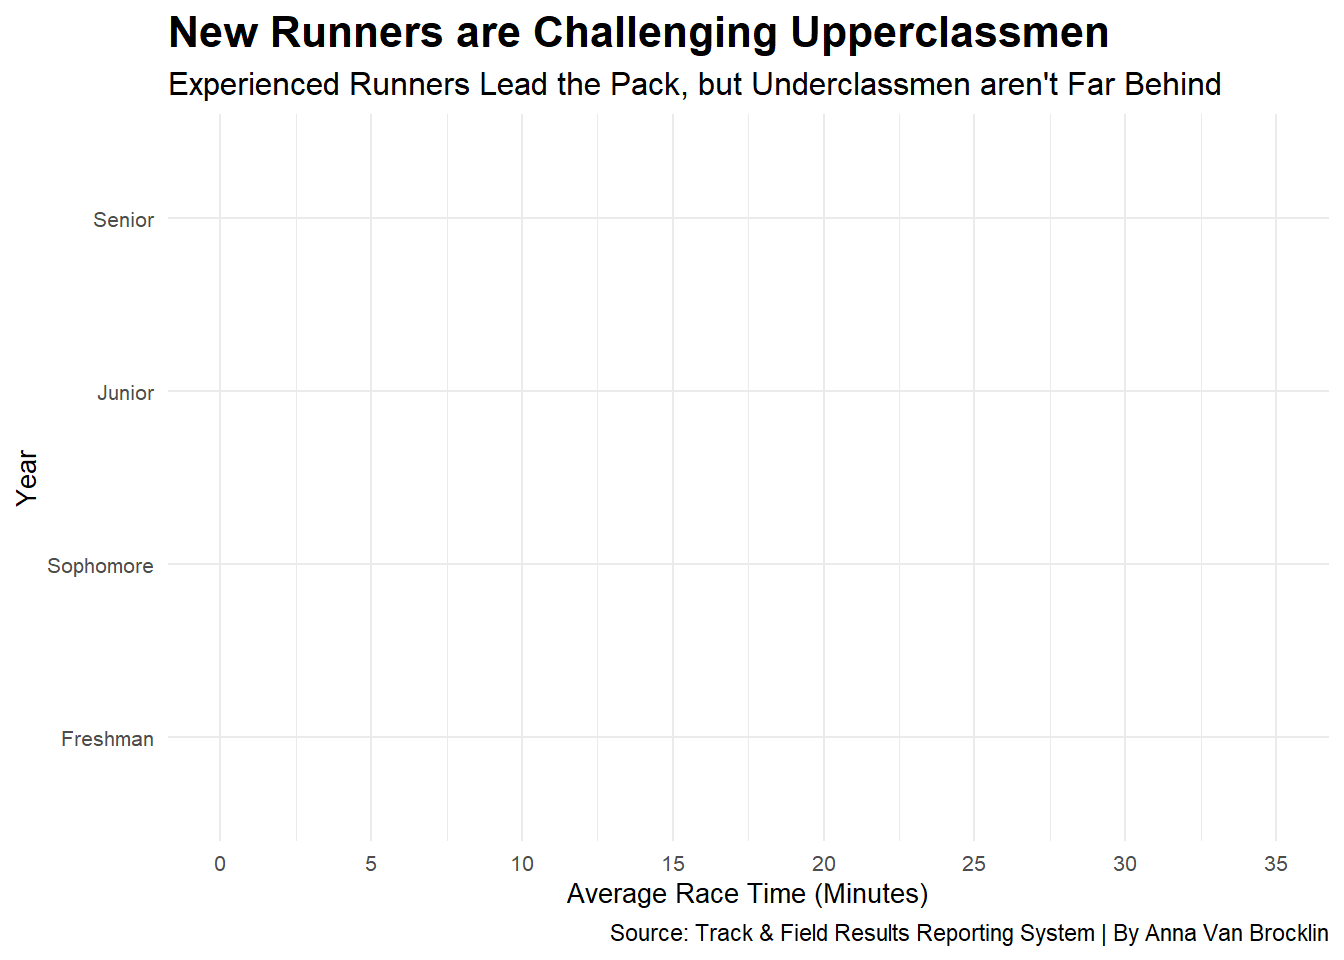 New Runners are Challenging Upperclassmen
Experienced Runners Lead the Pack, but Underclassmen aren't Far Behind
Senior
Junior
Year
Sophomore
Freshman
0 5 10 15 20 25 30 35
Average Race Time (Minutes)
Source: Track & Field Results Reporting System | By Anna Van Brocklin